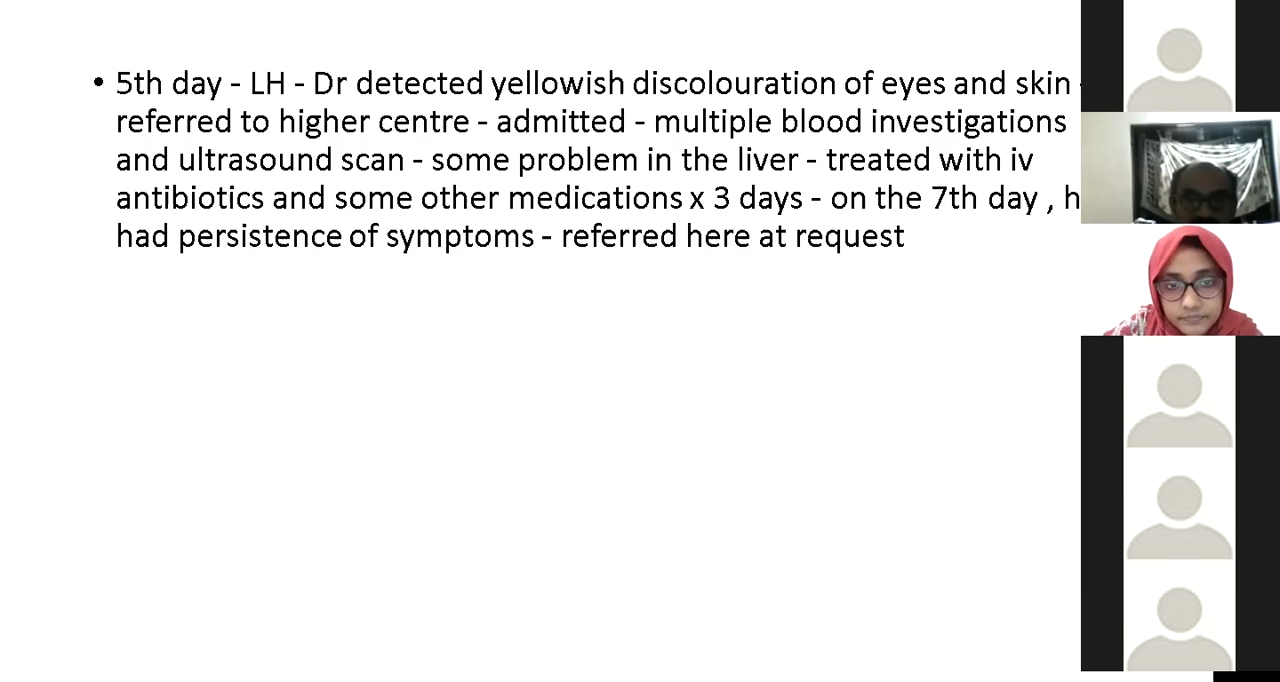 • 5th day - LH - Dr detected yellowish discolouration of eyes and skin -
referred to higher centre - admitted - multiple blood investigations
and ultrasound scan - some problem in the liver - treated with iv
antibiotics and some other medications x 3 days - on the 7th day , h
had persistence of symptoms - referred here at request